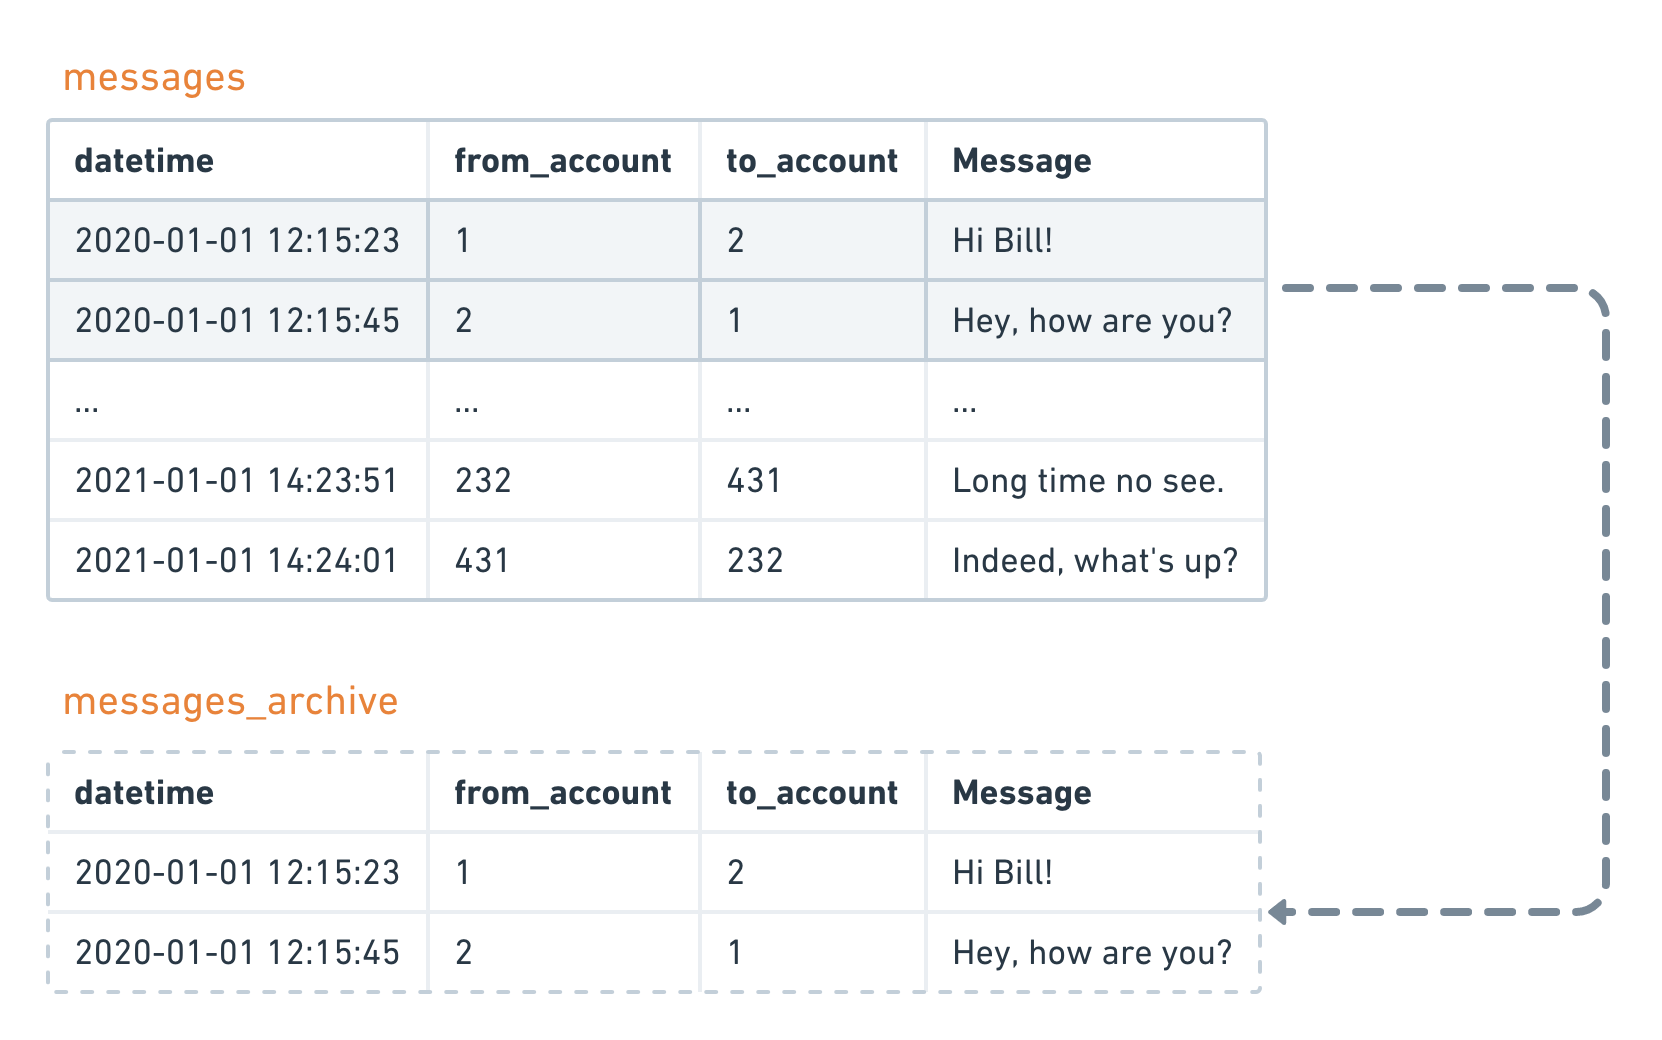 messages
datetime from_account to_account Message
2020-01-01 12:15:23 1 2 Hi Bill!
2020-01-01 12:15:45 2 1 Hey, how are you?
... ... ... ...
2021-01-01 14:23:51 232 431 Long time no see.
2021-01-01 14:24:01 431 232 Indeed, what's up?
messages_archive
datetime from_account to_account Message
2020-01-01 12:15:23 1 2 Hi Bill!
2020-01-01 12:15:45 2 1 Hey, how are you?